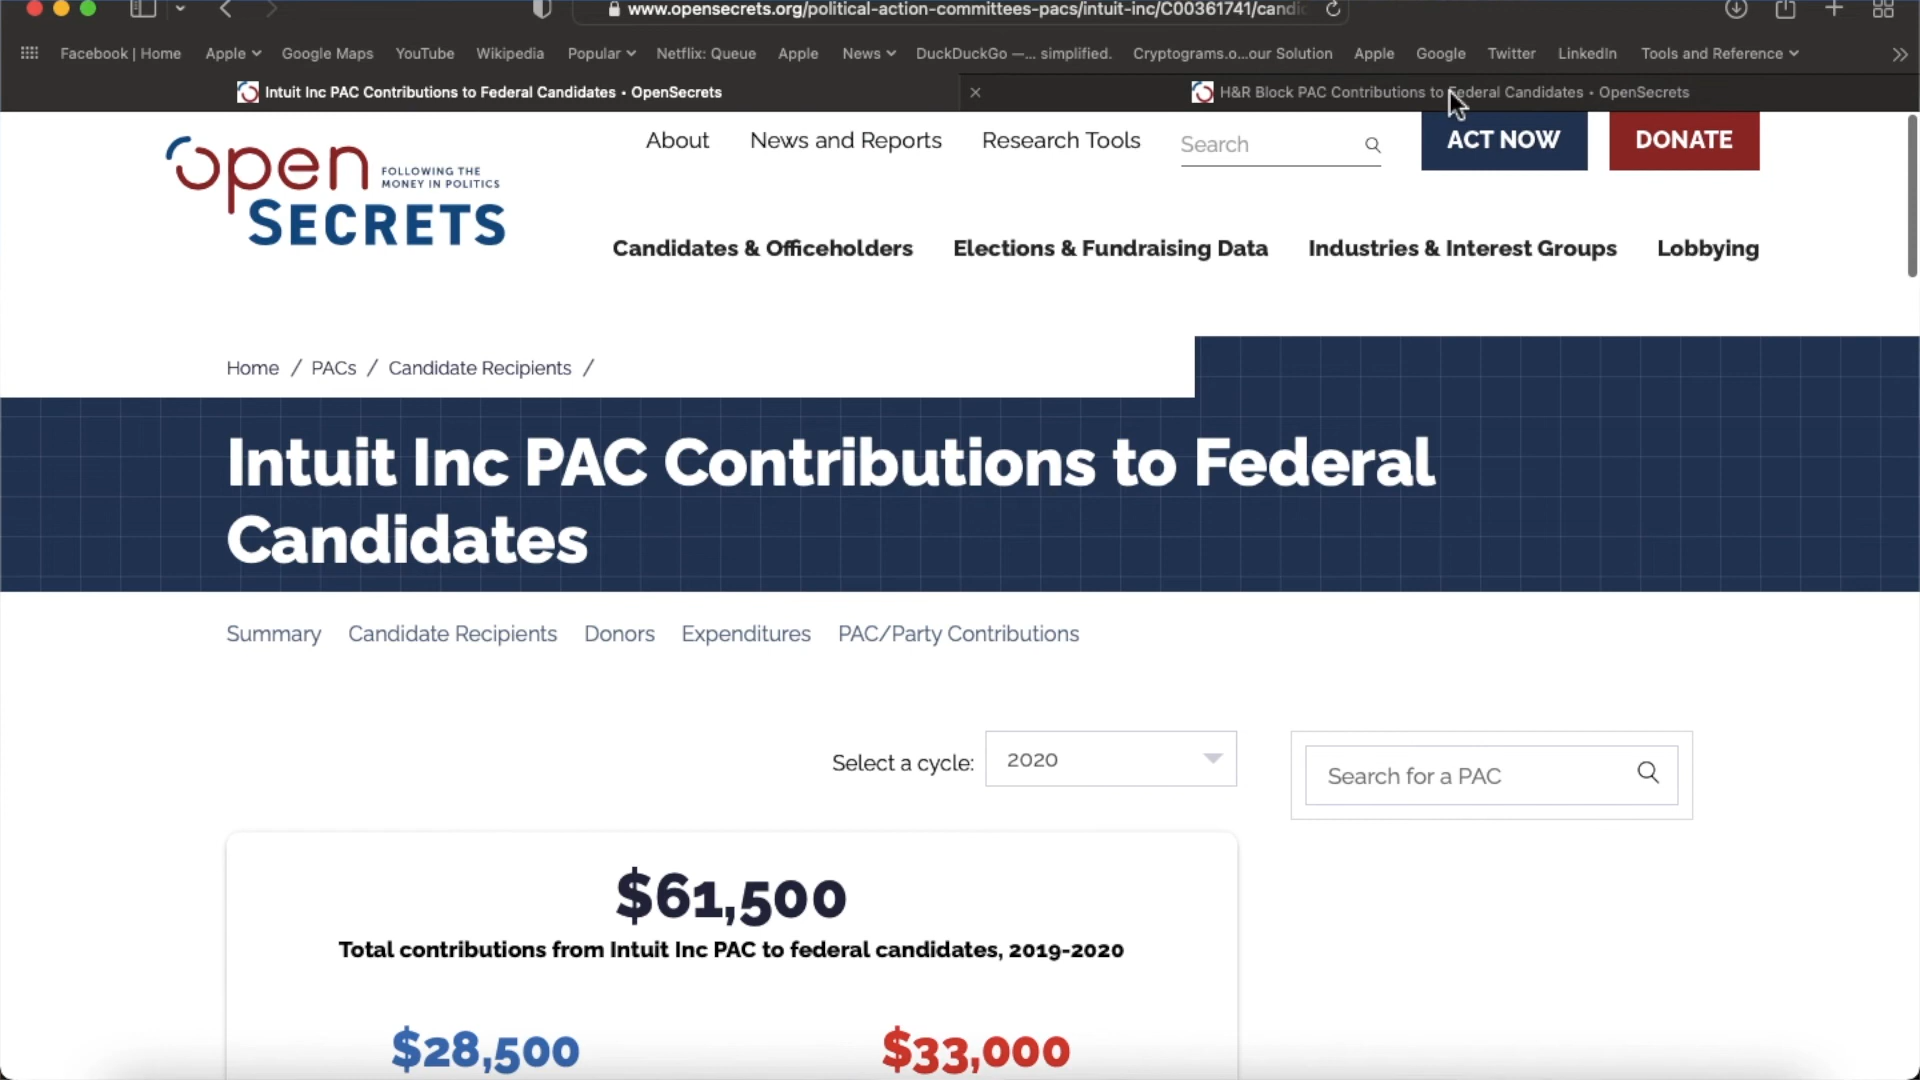 www.opensecrets.org/political-action-committees-pacs/intuit-inc/C00361741/candi
Facebook | Home Apple Google Maps YouTube Wikipedia Popular Netflix: Queue Apple News DuckDuckGo —... simplified. Cryptograms.o...our Solution Apple Google Twitter LinkedIn Tools and Reference
Intuit Inc PAC Contributions to Federal Candidates • OpenSecrets
H&R Block PAC Contributions to Federal Candidates • OpenSecrets
About News and Reports Research Tools Search ACT NOW DONATE
open
FOLLOWING THE
MONEY IN POLITICS
SECRETS
Candidates & Officeholders Elections & Fundraising Data Industries & Interest Groups Lobbying
Home / PACs / Candidate Recipients /
Intuit Inc PAC Contributions to Federal
Candidates
Summary Candidate Recipients Donors Expenditures PAC/Party Contributions
Select a cycle: 2020
Search for a PAC
$61,500
Total contributions from Intuit Inc PAC to federal candidates, 2019-2020
$28,500 $33,000